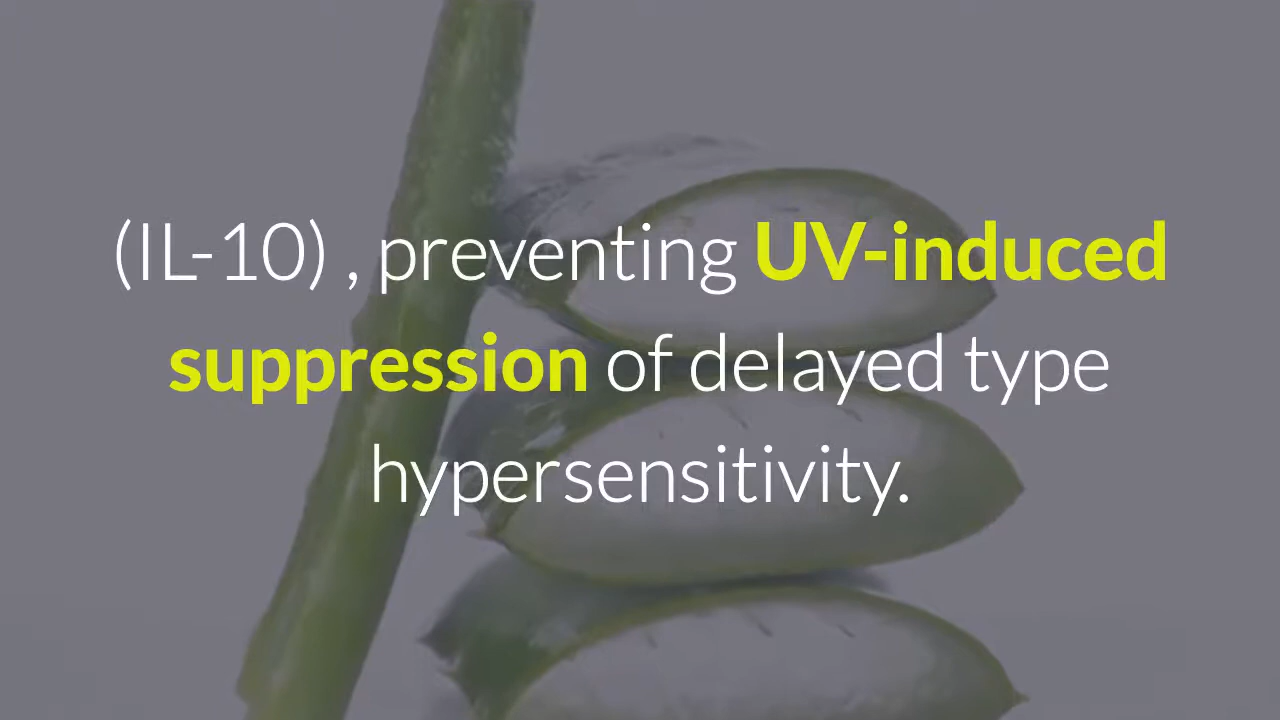 (IL-10) , preventing UV-induced
suppression of delayed type
hypersensitivity.